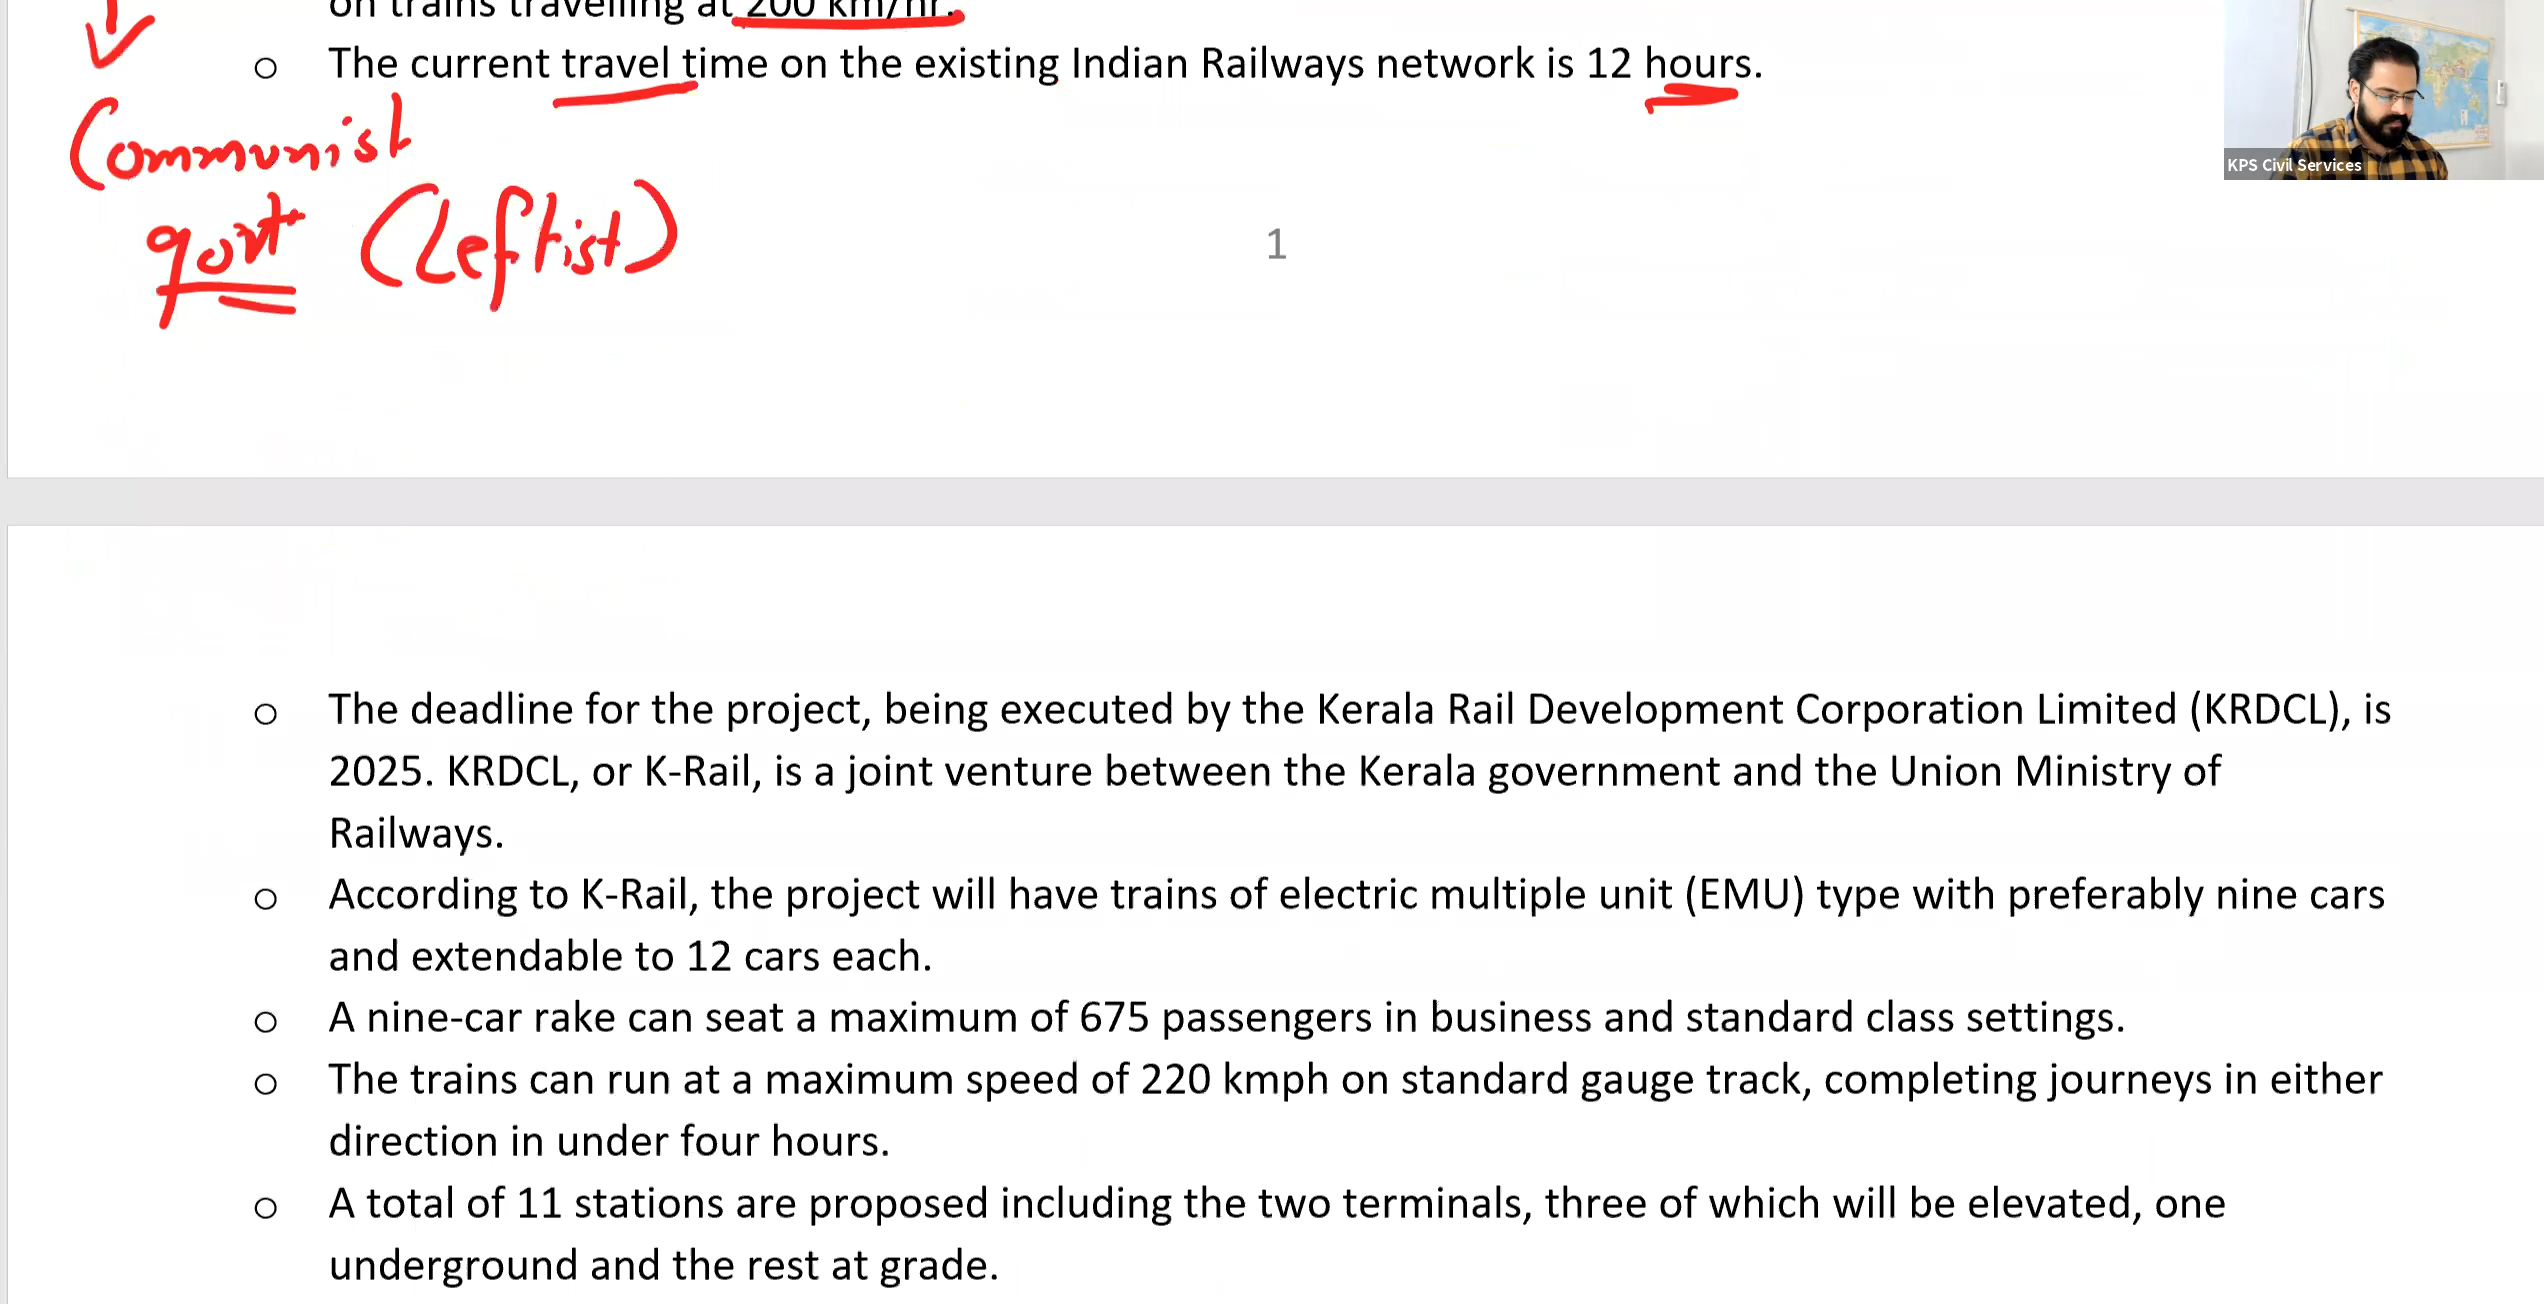 on trains travelling at 200 km/hr.
○ The current travel time on the existing Indian Railways network is 12 hours.
KPS Civil Services
Communist
govt (Leftist)
1
○ The deadline for the project, being executed by the Kerala Rail Development Corporation Limited (KRDCL), is
2025. KRDCL, or K-Rail, is a joint venture between the Kerala government and the Union Ministry of
Railways.
○ According to K-Rail, the project will have trains of electric multiple unit (EMU) type with preferably nine cars
and extendable to 12 cars each.
○ A nine-car rake can seat a maximum of 675 passengers in business and standard class settings.
○ The trains can run at a maximum speed of 220 kmph on standard gauge track, completing journeys in either
direction in under four hours.
○ A total of 11 stations are proposed including the two terminals, three of which will be elevated, one
underground and the rest at grade.